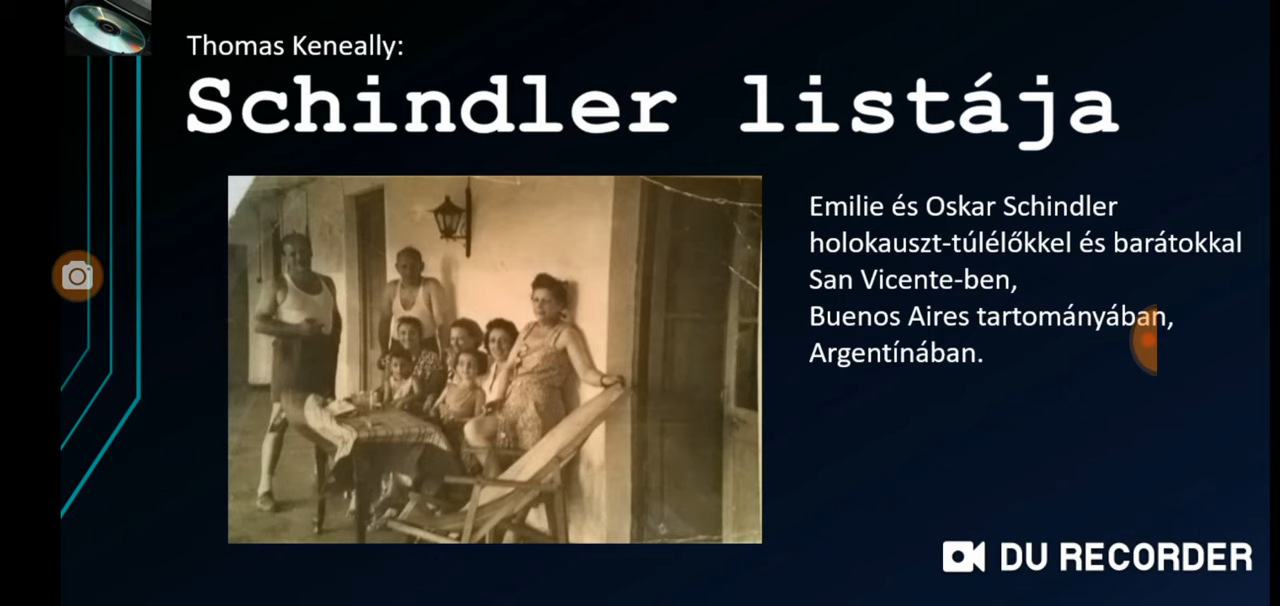 Thomas Keneally:
Schindler listája
Emilie és Oskar Schindler
holokauszt-túlélőkkel és barátokkal
San Vicente-ben,
Buenos Aires tartományában,
Argentínában.
DU RECORDER